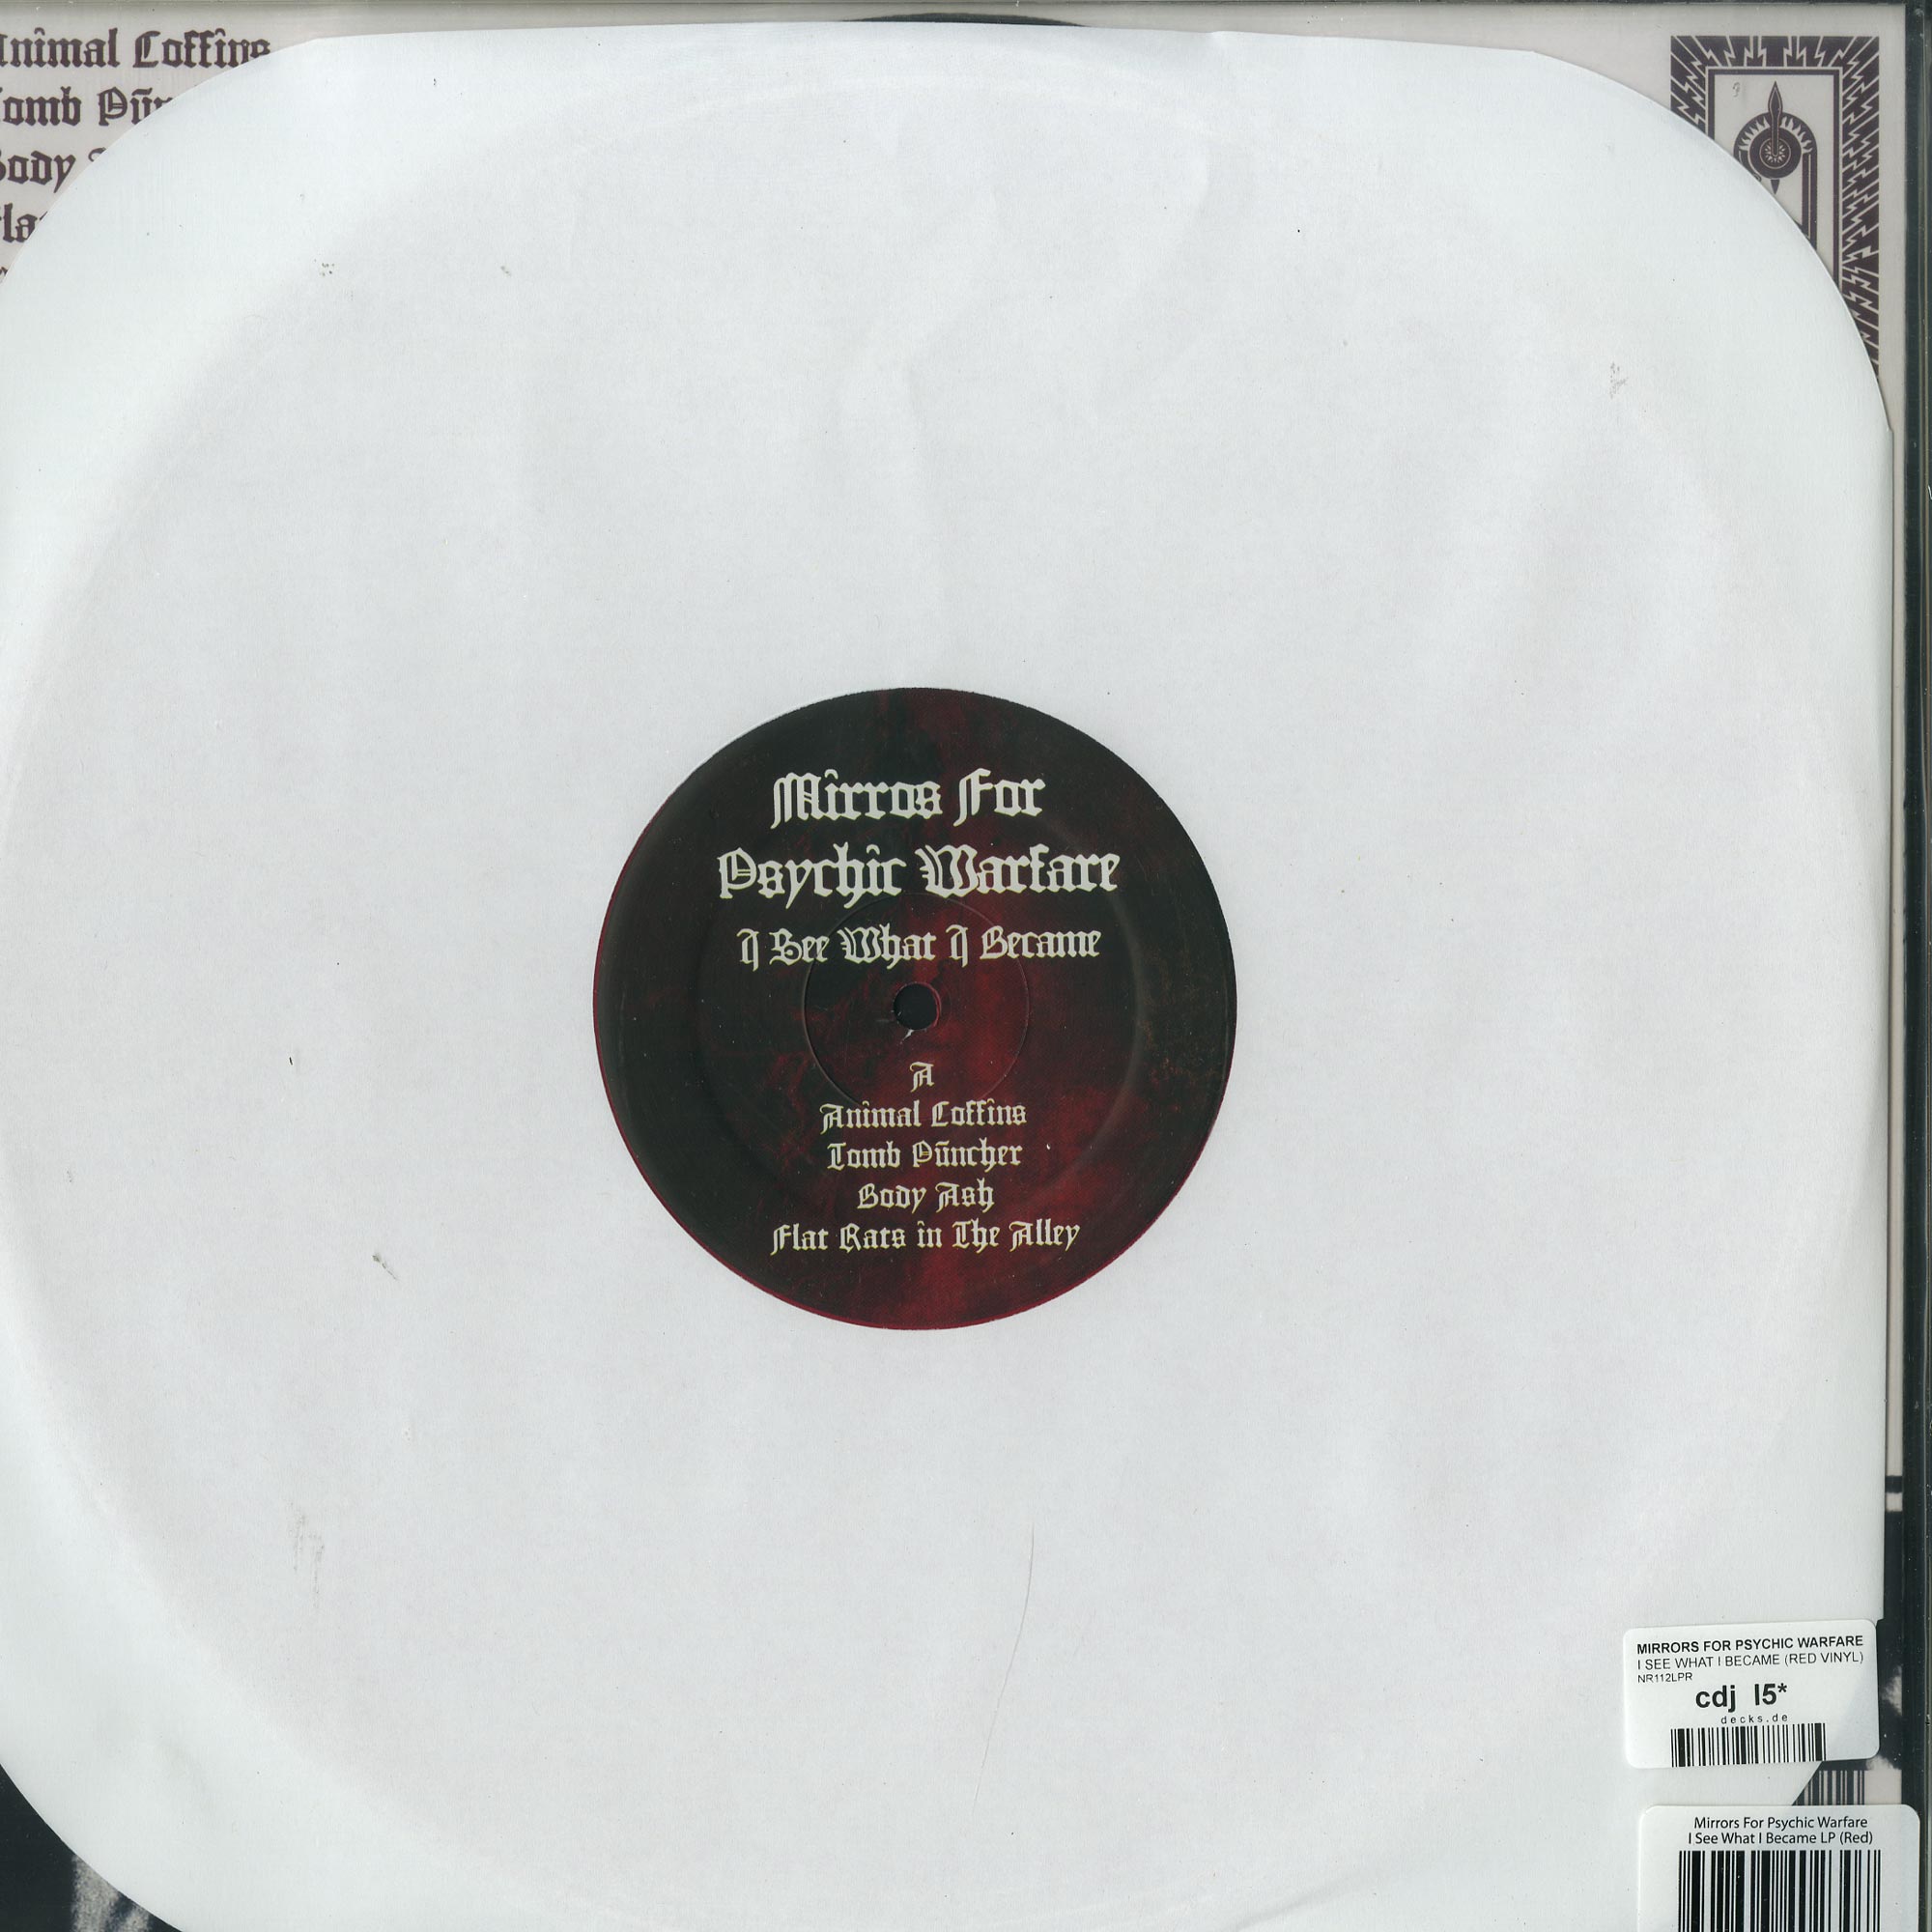 Animal Coffins
Tomb
Body
Mirros For
Psychic Warfare
I See What I Became
A
Animal Coffins
Tomb Pūncher
Body Ash
Flat Rats in The Alley
MIRRORS FOR PSYCHIC WARFARE
I SEE WHAT I BECAME (RED VINYL)
NR112LPR
cdj I5*
decks.de
Mirrors For Psychic Warfare
I See What I Became LP (Red)